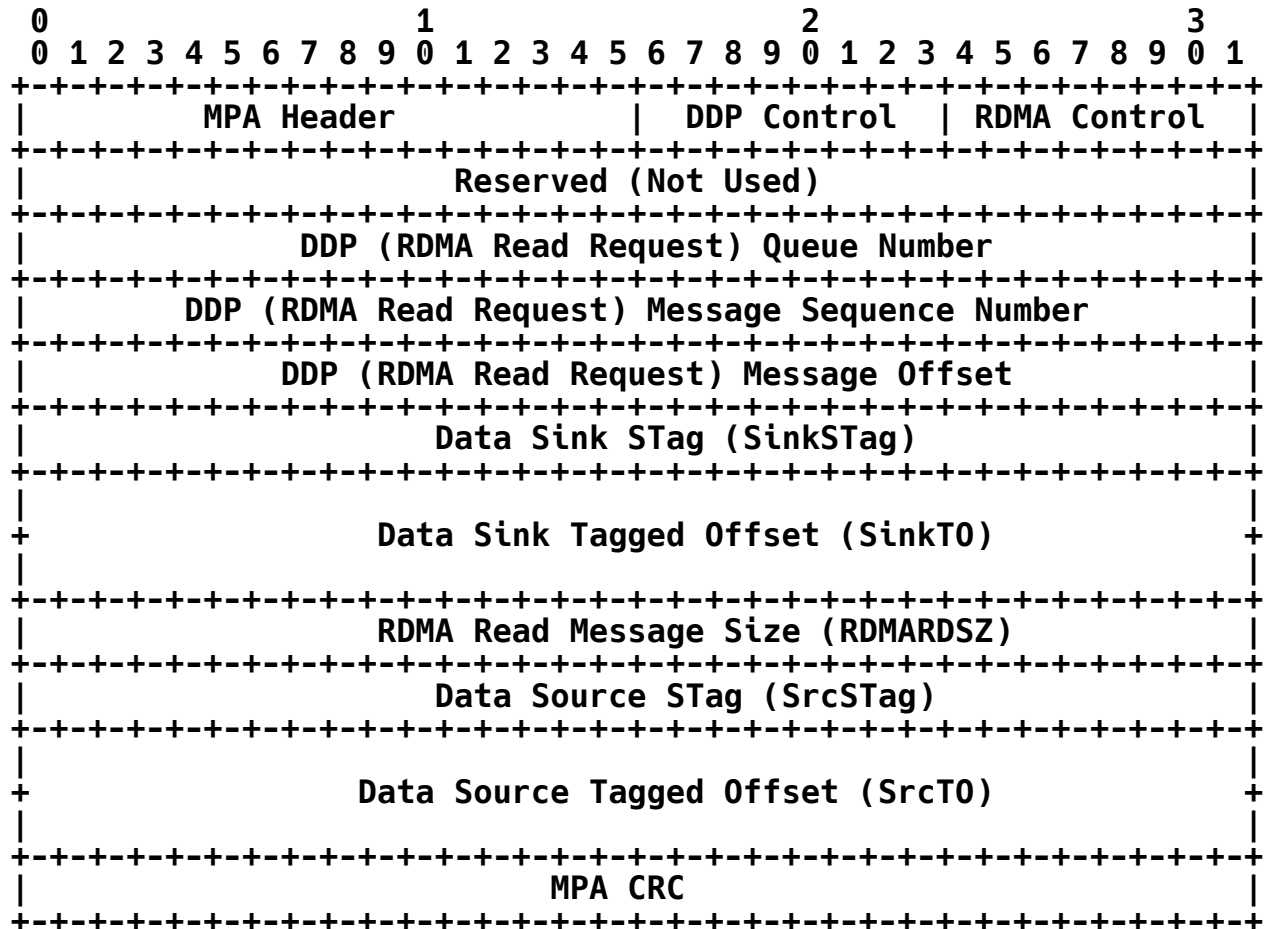 0                   1                   2                   3
 0 1 2 3 4 5 6 7 8 9 0 1 2 3 4 5 6 7 8 9 0 1 2 3 4 5 6 7 8 9 0 1
+-+-+-+-+-+-+-+-+-+-+-+-+-+-+-+-+-+-+-+-+-+-+-+-+-+-+-+-+-+-+-+-+
|         MPA Header            |  DDP Control  | RDMA Control  |
+-+-+-+-+-+-+-+-+-+-+-+-+-+-+-+-+-+-+-+-+-+-+-+-+-+-+-+-+-+-+-+-+
|                      Reserved (Not Used)                      |
+-+-+-+-+-+-+-+-+-+-+-+-+-+-+-+-+-+-+-+-+-+-+-+-+-+-+-+-+-+-+-+-+
|              DDP (RDMA Read Request) Queue Number             |
+-+-+-+-+-+-+-+-+-+-+-+-+-+-+-+-+-+-+-+-+-+-+-+-+-+-+-+-+-+-+-+-+
|        DDP (RDMA Read Request) Message Sequence Number        |
+-+-+-+-+-+-+-+-+-+-+-+-+-+-+-+-+-+-+-+-+-+-+-+-+-+-+-+-+-+-+-+-+
|             DDP (RDMA Read Request) Message Offset            |
+-+-+-+-+-+-+-+-+-+-+-+-+-+-+-+-+-+-+-+-+-+-+-+-+-+-+-+-+-+-+-+-+
|                     Data Sink STag (SinkSTag)                 |
+-+-+-+-+-+-+-+-+-+-+-+-+-+-+-+-+-+-+-+-+-+-+-+-+-+-+-+-+-+-+-+-+
|                                                               |
+                  Data Sink Tagged Offset (SinkTO)             +
|                                                               |
+-+-+-+-+-+-+-+-+-+-+-+-+-+-+-+-+-+-+-+-+-+-+-+-+-+-+-+-+-+-+-+-+
|                  RDMA Read Message Size (RDMARDSZ)            |
+-+-+-+-+-+-+-+-+-+-+-+-+-+-+-+-+-+-+-+-+-+-+-+-+-+-+-+-+-+-+-+-+
|                     Data Source STag (SrcSTag)                |
+-+-+-+-+-+-+-+-+-+-+-+-+-+-+-+-+-+-+-+-+-+-+-+-+-+-+-+-+-+-+-+-+
|                                                               |
+                 Data Source Tagged Offset (SrcTO)             +
|                                                               |
+-+-+-+-+-+-+-+-+-+-+-+-+-+-+-+-+-+-+-+-+-+-+-+-+-+-+-+-+-+-+-+-+
|                           MPA CRC                             |
+-+-+-+-+-+-+-+-+-+-+-+-+-+-+-+-+-+-+-+-+-+-+-+-+-+-+-+-+-+-+-+-+